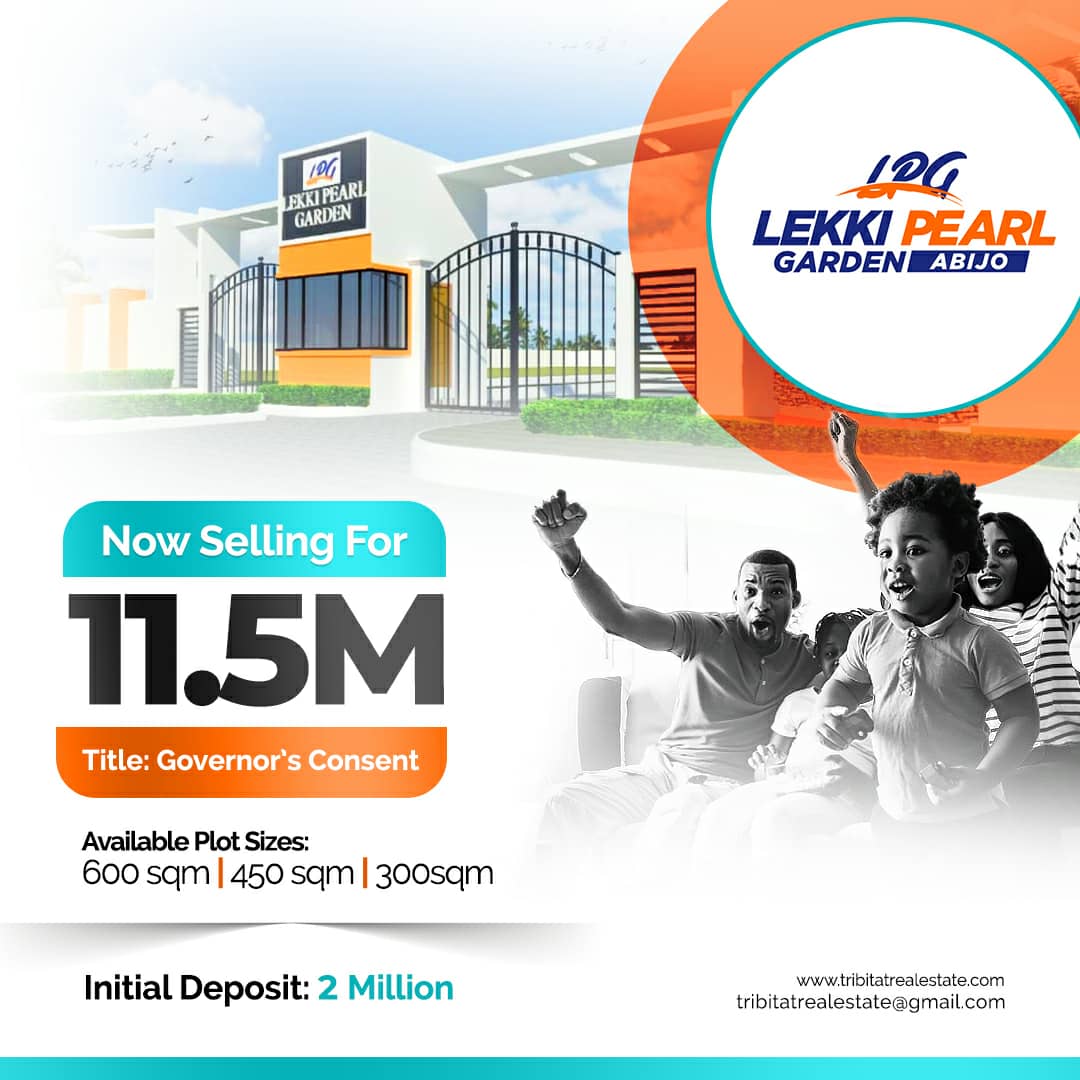 LPG
LEKKI PEARL
GARDEN
LPG
LEKKI PEARL
GARDEN ABIJO
Now Selling For
11.5M
Title: Governor's Consent
Available Plot Sizes:
600 sqm | 450 sqm | 300sqm
Initial Deposit: 2 Million
www.tribitatrealestate.com
tribitatrealestate@gmail.com